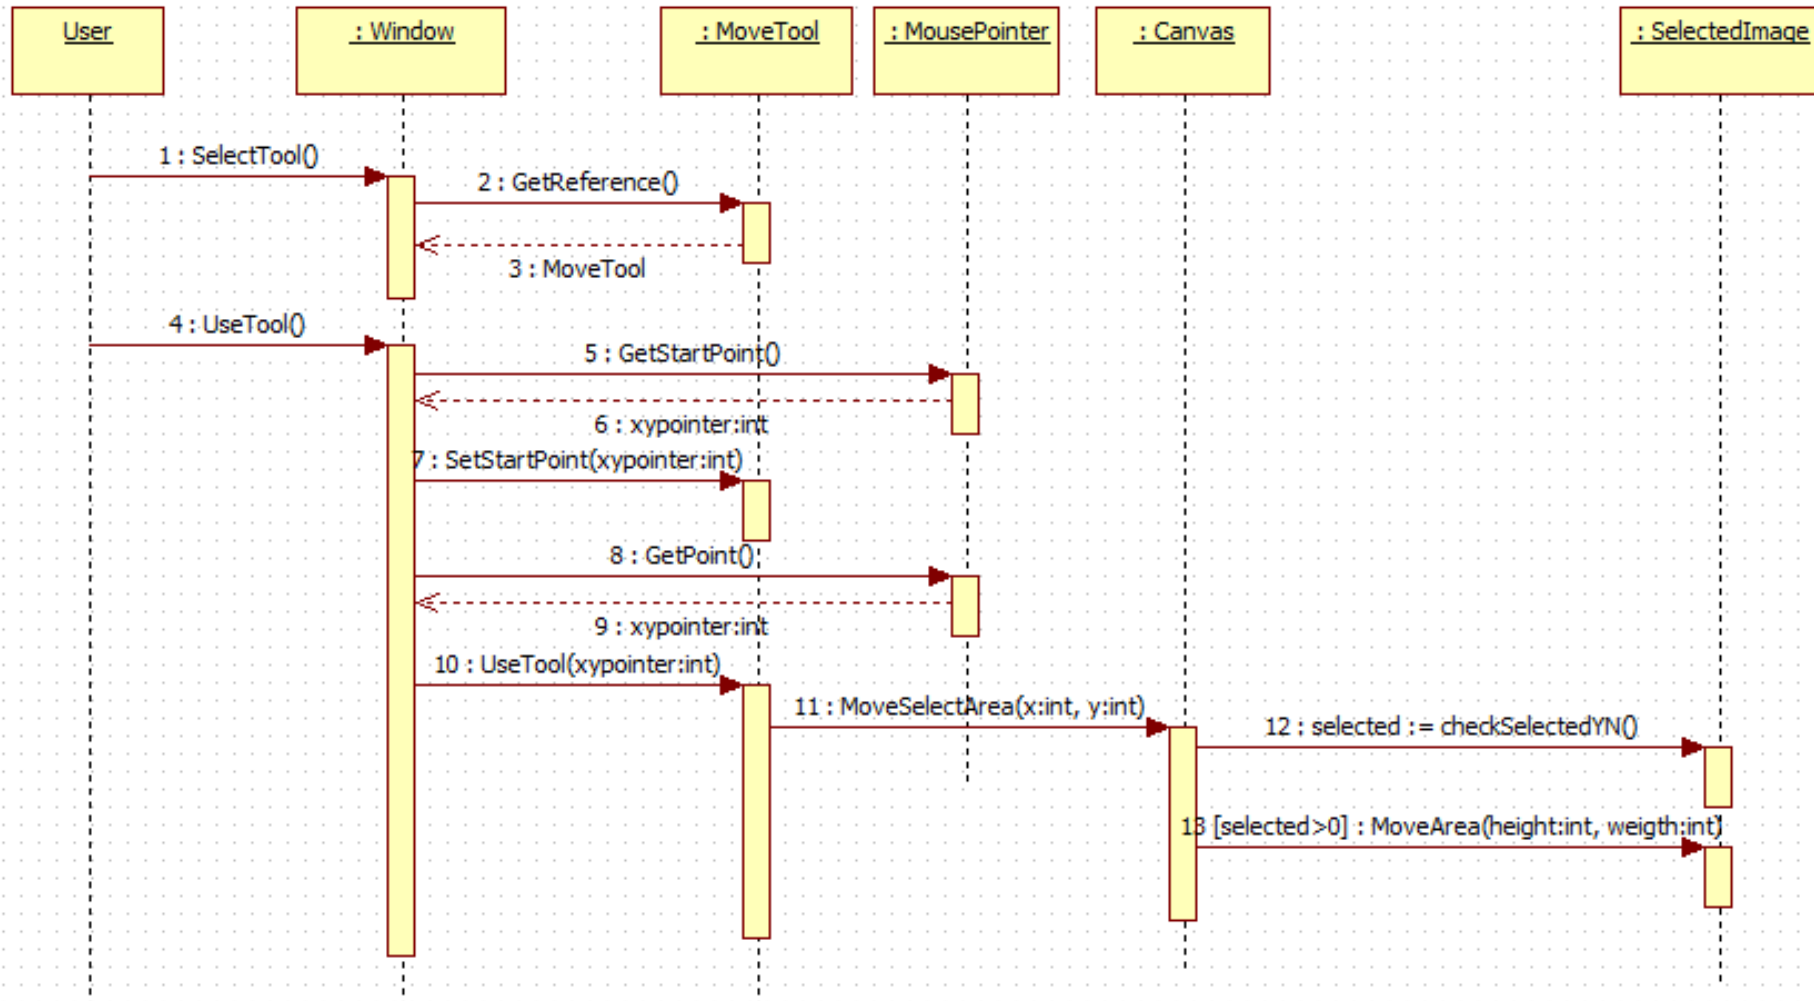 User
: Window
: MoveTool
: MousePointer
: Canvas
: SelectedImage
1 : SelectTool()
2 : GetReference()
3 : MoveTool
4 : UseTool()
5 : GetStartPoint()
6 : xypointer:int
7 : SetStartPoint(xypointer:int)
8 : GetPoint()
9 : xypointer:int
10 : UseTool(xypointer:int)
11 : MoveSelectArea(x:int, y:int)
12 : selected := checkSelectedYN()
13 [selected>0] : MoveArea(height:int, weigth:int)